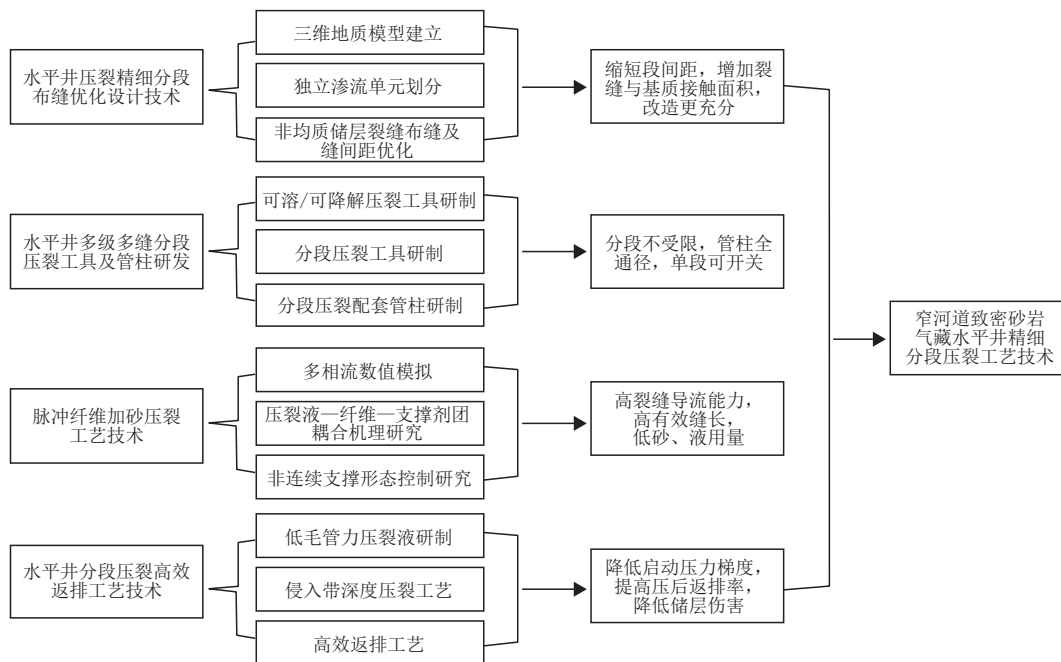 水平井压裂精细分段
布缝优化设计技术
三维地质模型建立
独立渗流单元划分
非均质储层裂缝布缝及
缝间距优化
缩短段间距，增加裂
缝与基质接触面积，
改造更充分
水平井多级多缝分段
压裂工具及管柱研发
可溶/可降解压裂工具研制
分段压裂工具研制
分段压裂配套管柱研制
分段不受限，管柱全
通径，单段可开关
脉冲纤维加砂压裂
工艺技术
多相流数值模拟
压裂液—纤维—支撑剂团
耦合机理研究
非连续支撑形态控制研究
高裂缝导流能力，
高有效缝长，
低砂、液用量
水平井分段压裂高效
返排工艺技术
低毛管力压裂液研制
侵入带深度压裂工艺
高效返排工艺
降低启动压力梯度，
提高压后返排率，
降低储层伤害
窄河道致密砂岩
气藏水平井精细
分段压裂工艺技术